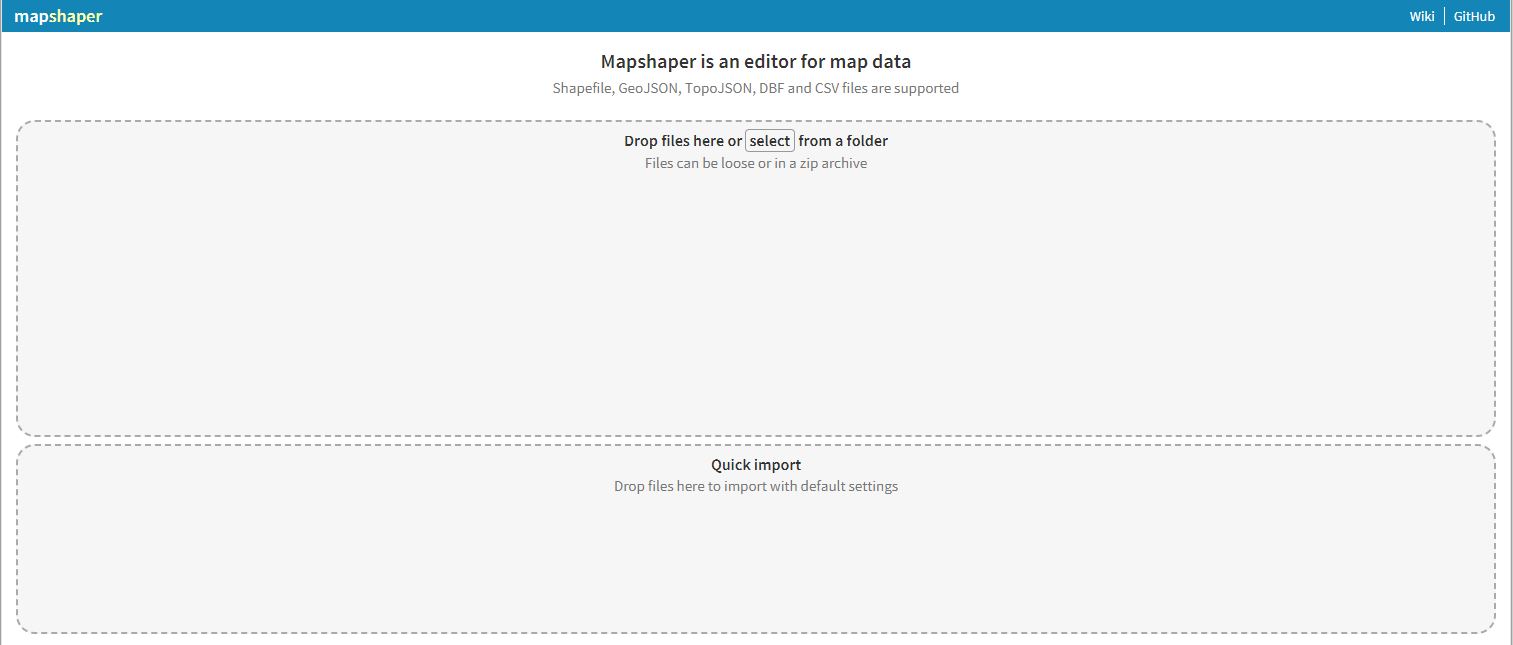 mapshaper
Wiki
GitHub
Mapshaper is an editor for map data
Shapefile, GeoJSON, TopoJSON, DBF and CSV files are supported
Drop files here or select from a folder
Files can be loose or in a zip archive
Quick import
Drop files here to import with default settings